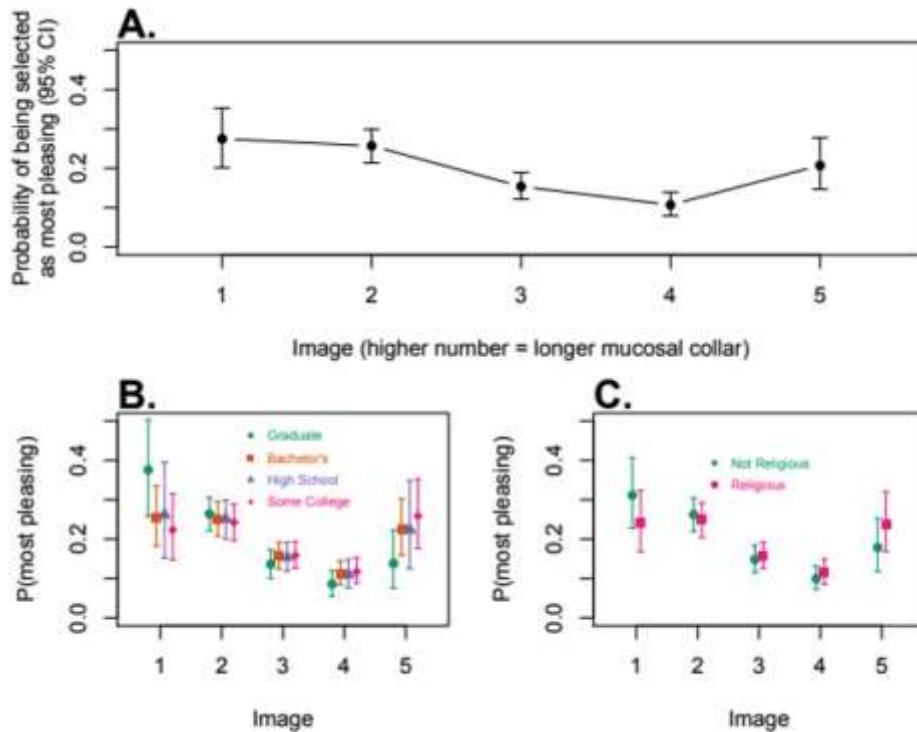 A.
Probability of being selected
as most pleasing (95% CI)
0.4
0.2
0.0
1 2 3 4 5
Image (higher number = longer mucosal collar)
B.
P(most pleasing)
0.4
0.2
0.0
Graduate
Bachelor's
High School
Some College
1 2 3 4 5
Image
C.
P(most pleasing)
0.4
0.2
0.0
Not Religious
Religious
1 2 3 4 5
Image